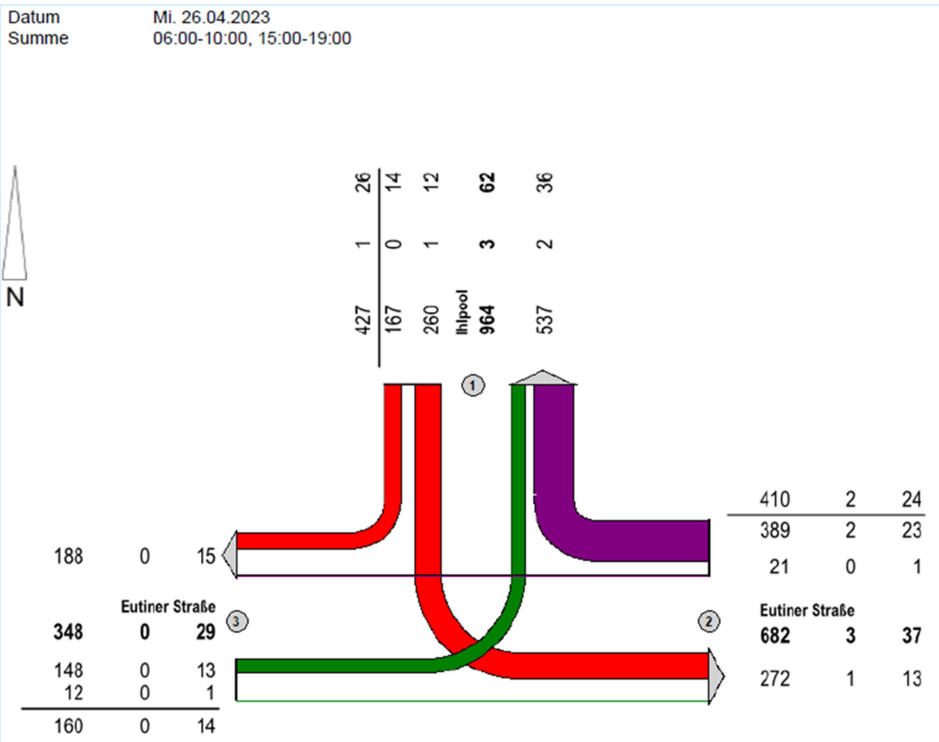 Datum Mi. 26.04.2023
Summe 06:00-10:00, 15:00-19:00
N
26 14 12 62 36
1 0 1 3 2
427 167 260 Ihlpool 964 537
1
410 2 24
389 2 23
21 0 1
188 0 15
Eutiner Straße
348 0 29
3
148 0 13
12 0 1
160 0 14
2
Eutiner Straße
682 3 37
272 1 13